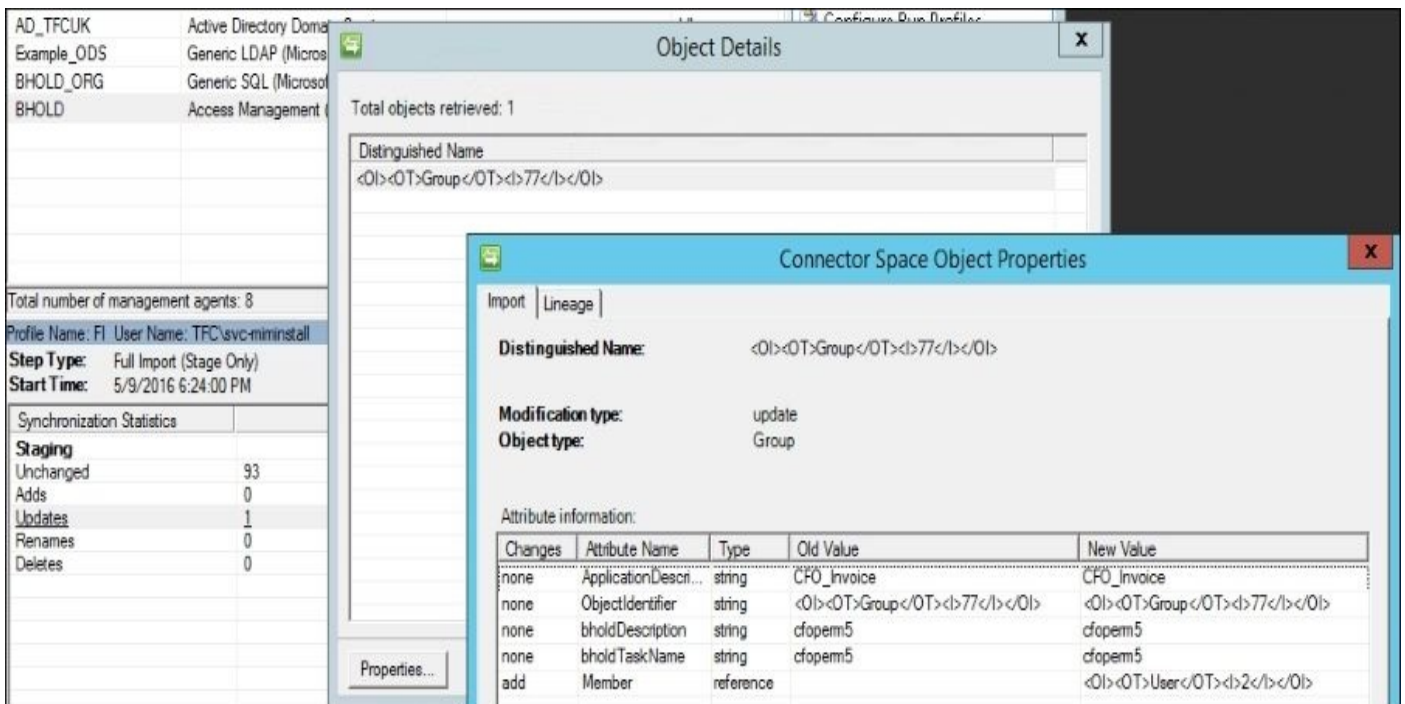 AD_TFCUK Active Directory Doma
Example_ODS Generic LDAP (Micros
BHOLD_ORG Generic SQL (Microsof
BHOLD Access Management (
Configure Run Profiles
Total number of management agents: 8
Profile Name: FI User Name: TFC\svc-miminstall
Step Type: Full Import (Stage Only)
Start Time: 5/9/2016 6:24:00 PM
Synchronization Statistics
Staging
Unchanged 93
Adds 0
Updates 1
Renames 0
Deletes 0
Object Details
X
Total objects retrieved: 1
Distinguished Name
<OI><OT>Group</OT><I>77</I></OI>
Properties...
Connector Space Object Properties
X
Import Lineage
Distinguished Name: <OI><OT>Group</OT><I>77</I></OI>
Modification type: update
Object type: Group
Attribute information:
Changes Attribute Name Type Old Value New Value
none ApplicationDescri... string CFO_Invoice CFO_Invoice
none ObjectIdentifier string <OI><OT>Group</OT><I>77</I></OI> <OI><OT>Group</OT><I>77</I></OI>
none bholdDescription string cfoperm5 cfoperm5
none bholdTaskName string cfoperm5 cfoperm5
add Member reference <OI><OT>User</OT><I>2</I></OI>